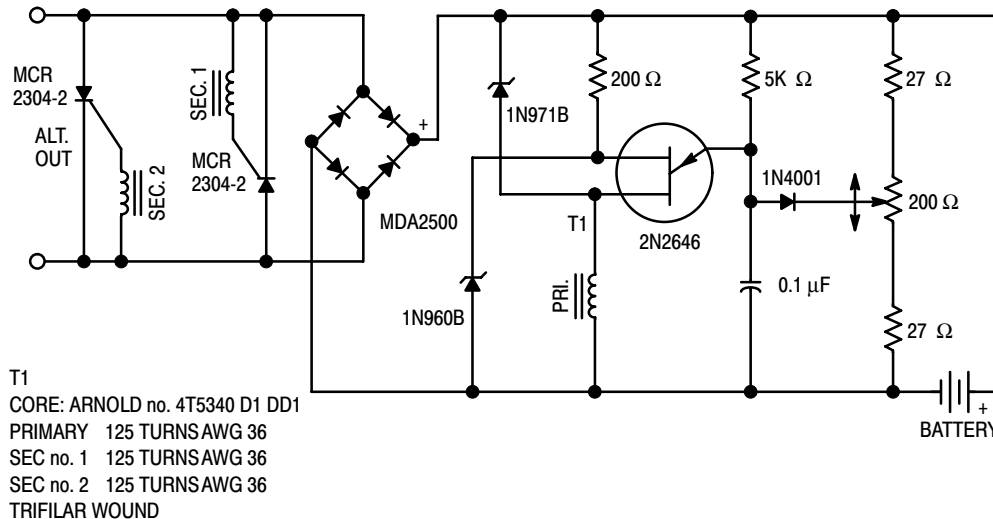 MCR
2304-2
ALT.
OUT
SEC. 2
SEC. 1
MCR
2304-2
+
MDA2500
1N971B
200 Ω
5K Ω
27 Ω
1N4001
200 Ω
T1
2N2646
1N960B
PRI.
0.1 μF
27 Ω
+
BATTERY
T1
CORE: ARNOLD no. 4T5340 D1 DD1
PRIMARY 125 TURNS AWG 36
SEC no. 1 125 TURNS AWG 36
SEC no. 2 125 TURNS AWG 36
TRIFILAR WOUND